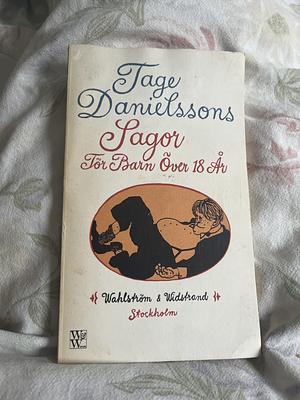 Tage
Danielssons
Sagor
För Barn Över 18 År
Wahlström & Widstrand
Stockholm
W&W